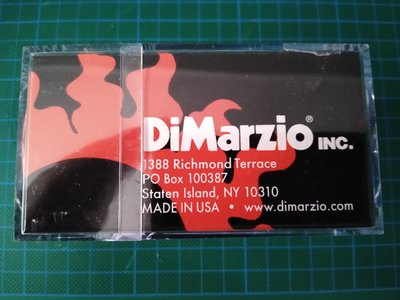 DiMarzio® INC.
1388 Richmond Terrace
PO Box 100387
Staten Island, NY 10310
MADE IN USA • www.dimarzio.com